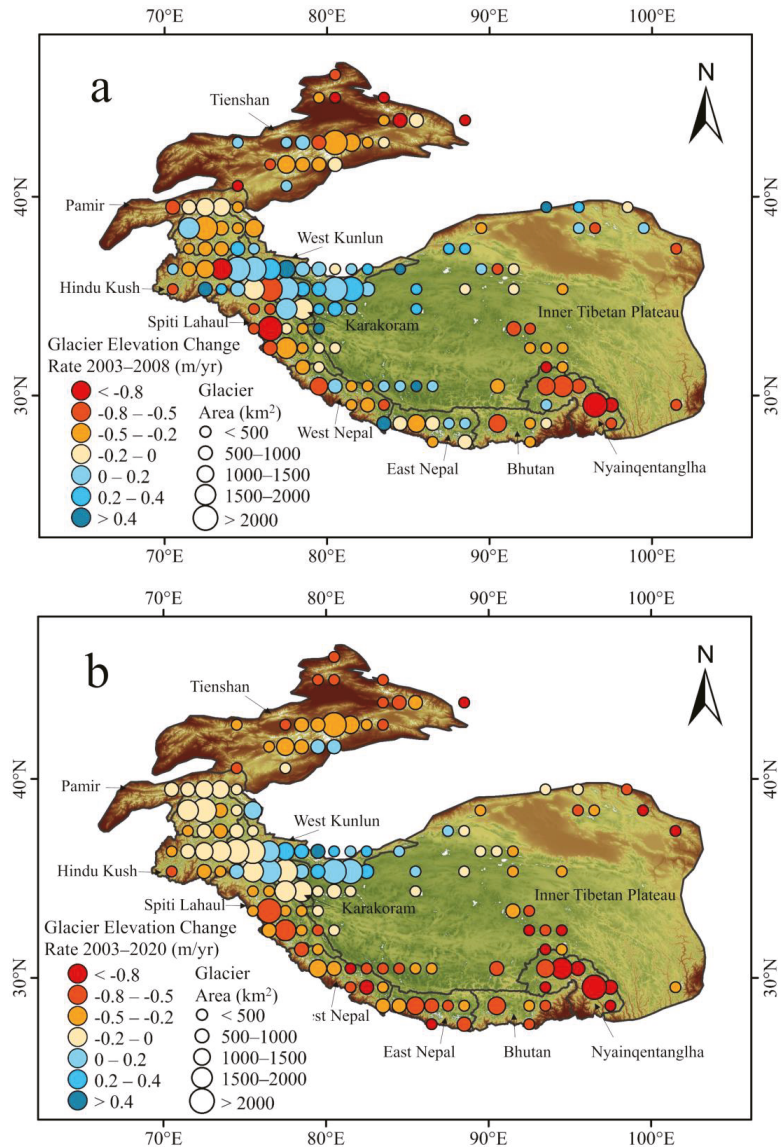 70°E 80°E 90°E 100°E
a
N
Tienshan
40°N
40°N
Pamir
West Kunlun
Hindu Kush
Inner Tibetan Plateau
Spiti Lahaul
Karakoram
Glacier Elevation Change
Rate 2003–2008 (m/yr)
Glacier
Area (km²)
< -0.8
-0.8 – -0.5
-0.5 – -0.2
-0.2 – 0
0 – 0.2
0.2 – 0.4
> 0.4
< 500
500–1000
1000–1500
1500–2000
> 2000
30°N
30°N
West Nepal
East Nepal
Bhutan
Nyainqentanglha
70°E 80°E 90°E 100°E
70°E 80°E 90°E 100°E
b
N
Tienshan
40°N
40°N
Pamir
West Kunlun
Hindu Kush
Inner Tibetan Plateau
Spiti Lahaul
Karakoram
Glacier Elevation Change
Rate 2003–2020 (m/yr)
Glacier
Area (km²)
< -0.8
-0.8 – -0.5
-0.5 – -0.2
-0.2 – 0
0 – 0.2
0.2 – 0.4
> 0.4
< 500
500–1000
1000–1500
1500–2000
> 2000
30°N
30°N
st Nepal
East Nepal
Bhutan
Nyainqentanglha
70°E 80°E 90°E 100°E